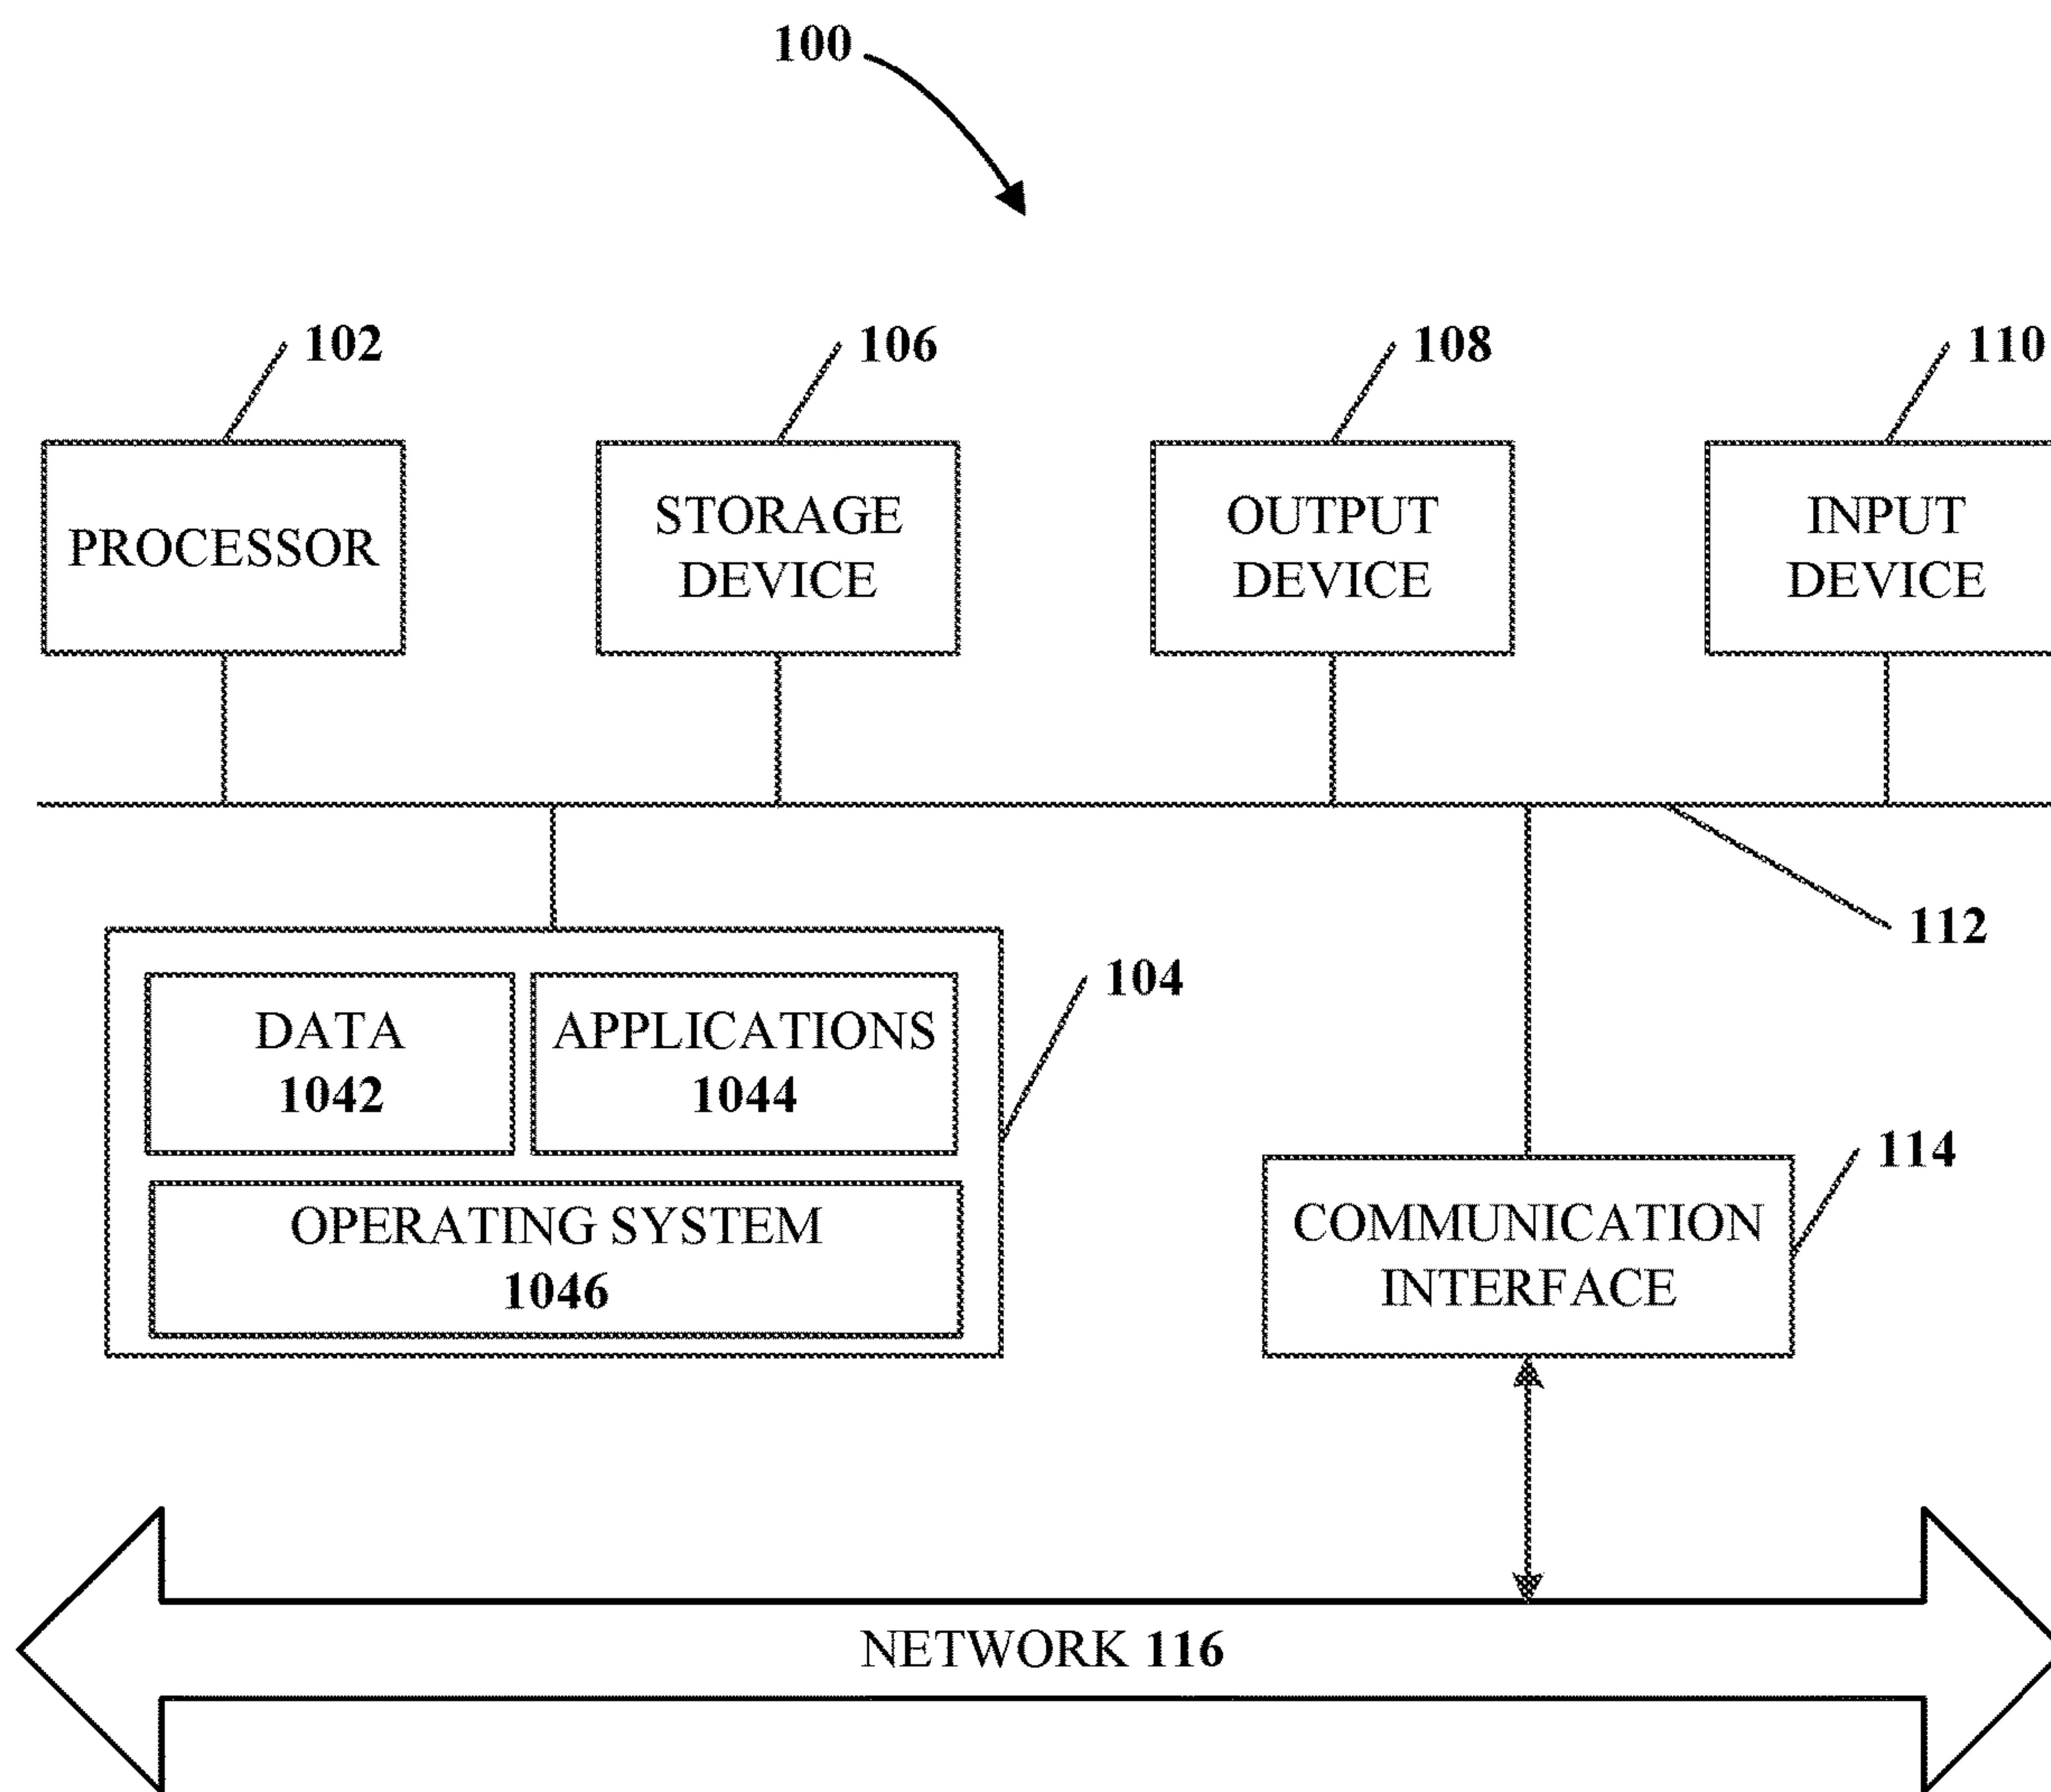 100
102
106
108
110
PROCESSOR
STORAGE
DEVICE
OUTPUT
DEVICE
INPUT
DEVICE
112
104
DATA
1042
APPLICATIONS
1044
OPERATING SYSTEM
1046
114
COMMUNICATION
INTERFACE
NETWORK 116